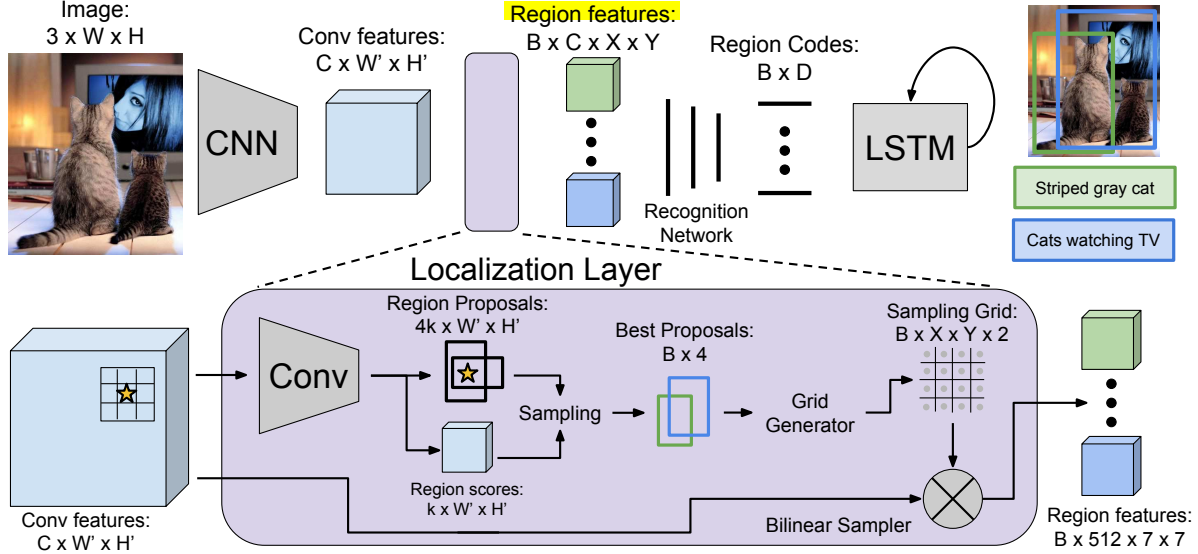 Image:
3 x W x H
CNN
Conv features:
C x W' x H'
Region features:
B x C x X x Y
Recognition
Network
Region Codes:
B x D
LSTM
Striped gray cat
Cats watching TV
Localization Layer
Conv features:
C x W' x H'
Conv
Region Proposals:
4k x W' x H'
Region scores:
k x W' x H'
Sampling
Best Proposals:
B x 4
Grid
Generator
Sampling Grid:
B x X x Y x 2
Bilinear Sampler
Region features:
B x 512 x 7 x 7